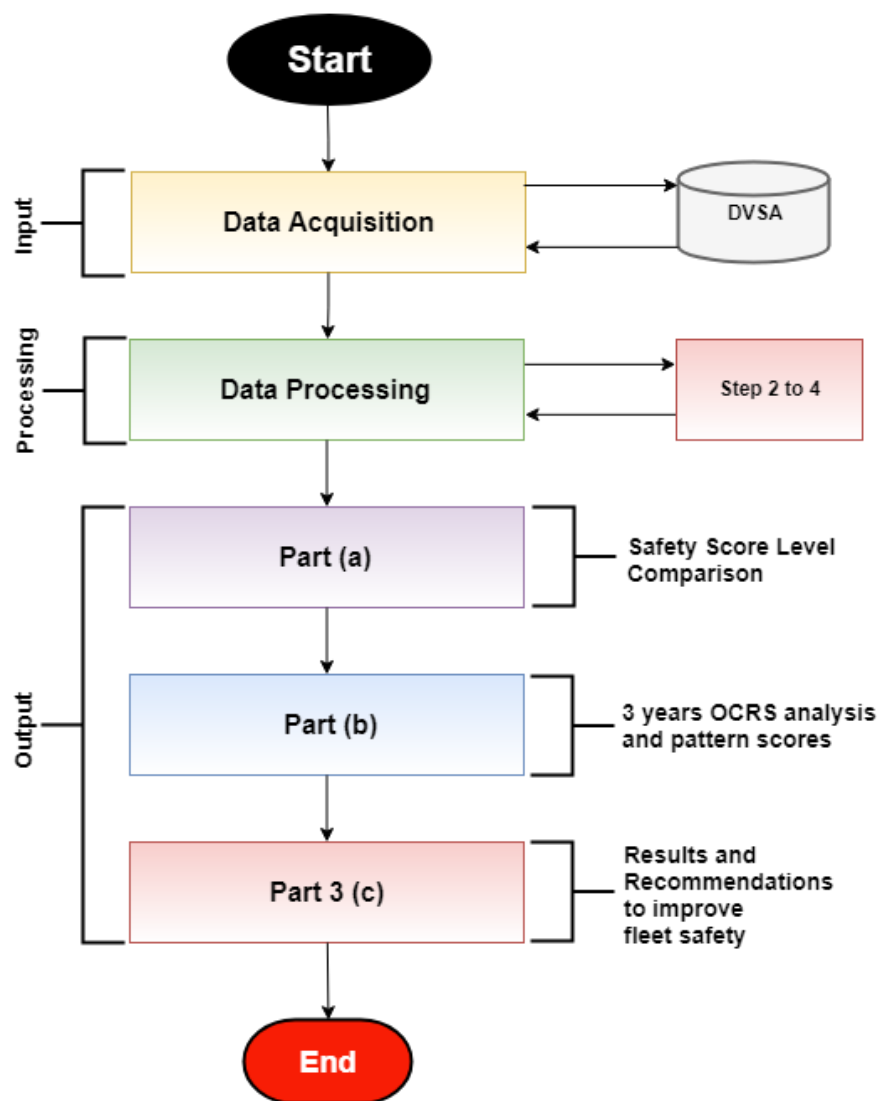 Start
Input
Data Acquisition
DVSA
Processing
Data Processing
Step 2 to 4
Output
Part (a)
Safety Score Level
Comparison
Part (b)
3 years OCRS analysis
and pattern scores
Part 3 (c)
Results and
Recommendations
to improve
fleet safety
End